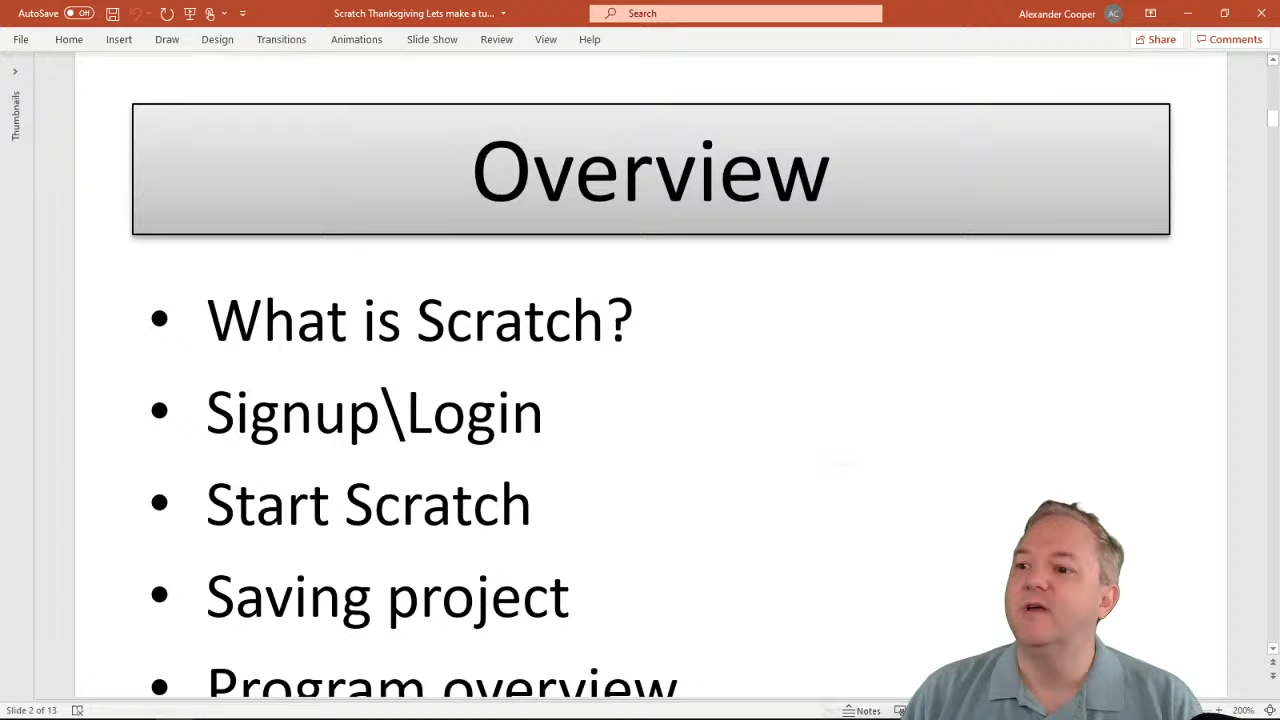 AutoSave Off Scratch Thanksgiving Lets make a tu... Search Alexander Cooper AC
File Home Insert Draw Design Transitions Animations Slide Show Review View Help Share Comments
Thumbnails
Overview
• What is Scratch?
• Signup\Login
• Start Scratch
• Saving project
• Program overview
Slide 2 of 13 Notes 200%